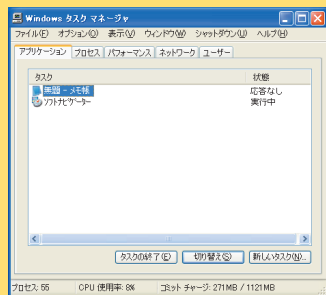 Windows タスク マネージャ
ファイル(F) オプション(O) 表示(V) ウィンドウ(W) シャットダウン(U) ヘルプ(H)
アプリケーション プロセス パフォーマンス ネットワーク ユーザー
タスク 状態
無題 - メモ帳 応答なし
ソフトナビゲーター 実行中
タスクの終了(E) 切り替え(S) 新しいタスク(N)...
プロセス: 55 CPU 使用率: 8% コミット チャージ: 271MB / 1121MB